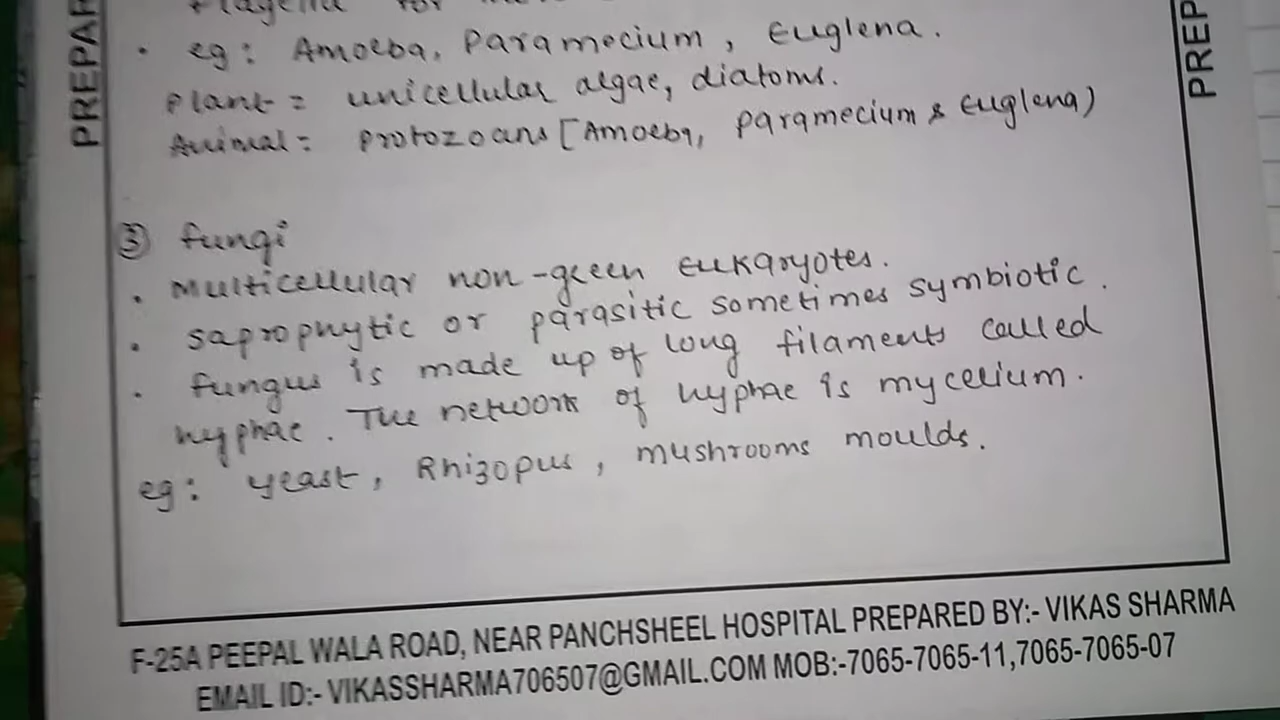 Flagella for
• eg: Amoeba, Paramecium, Euglena.
Plant = unicellular algae, diatoms.
Animal = Protozoans [Amoeba, paramecium & Euglena)
③ fungi
• Multicellular non-green Eukaryotes.
• saprophytic or parasitic sometimes symbiotic.
• fungus is made up of long filaments called
hyphae. The network of hyphae is mycelium.
eg: yeast, Rhizopus, mushrooms moulds.
F-25A PEEPAL WALA ROAD, NEAR PANCHSHEEL HOSPITAL PREPARED BY:- VIKAS SHARMA
EMAIL ID:- VIKASSHARMA706507@GMAIL.COM MOB:-7065-7065-11,7065-7065-07
PREPAR
PREP